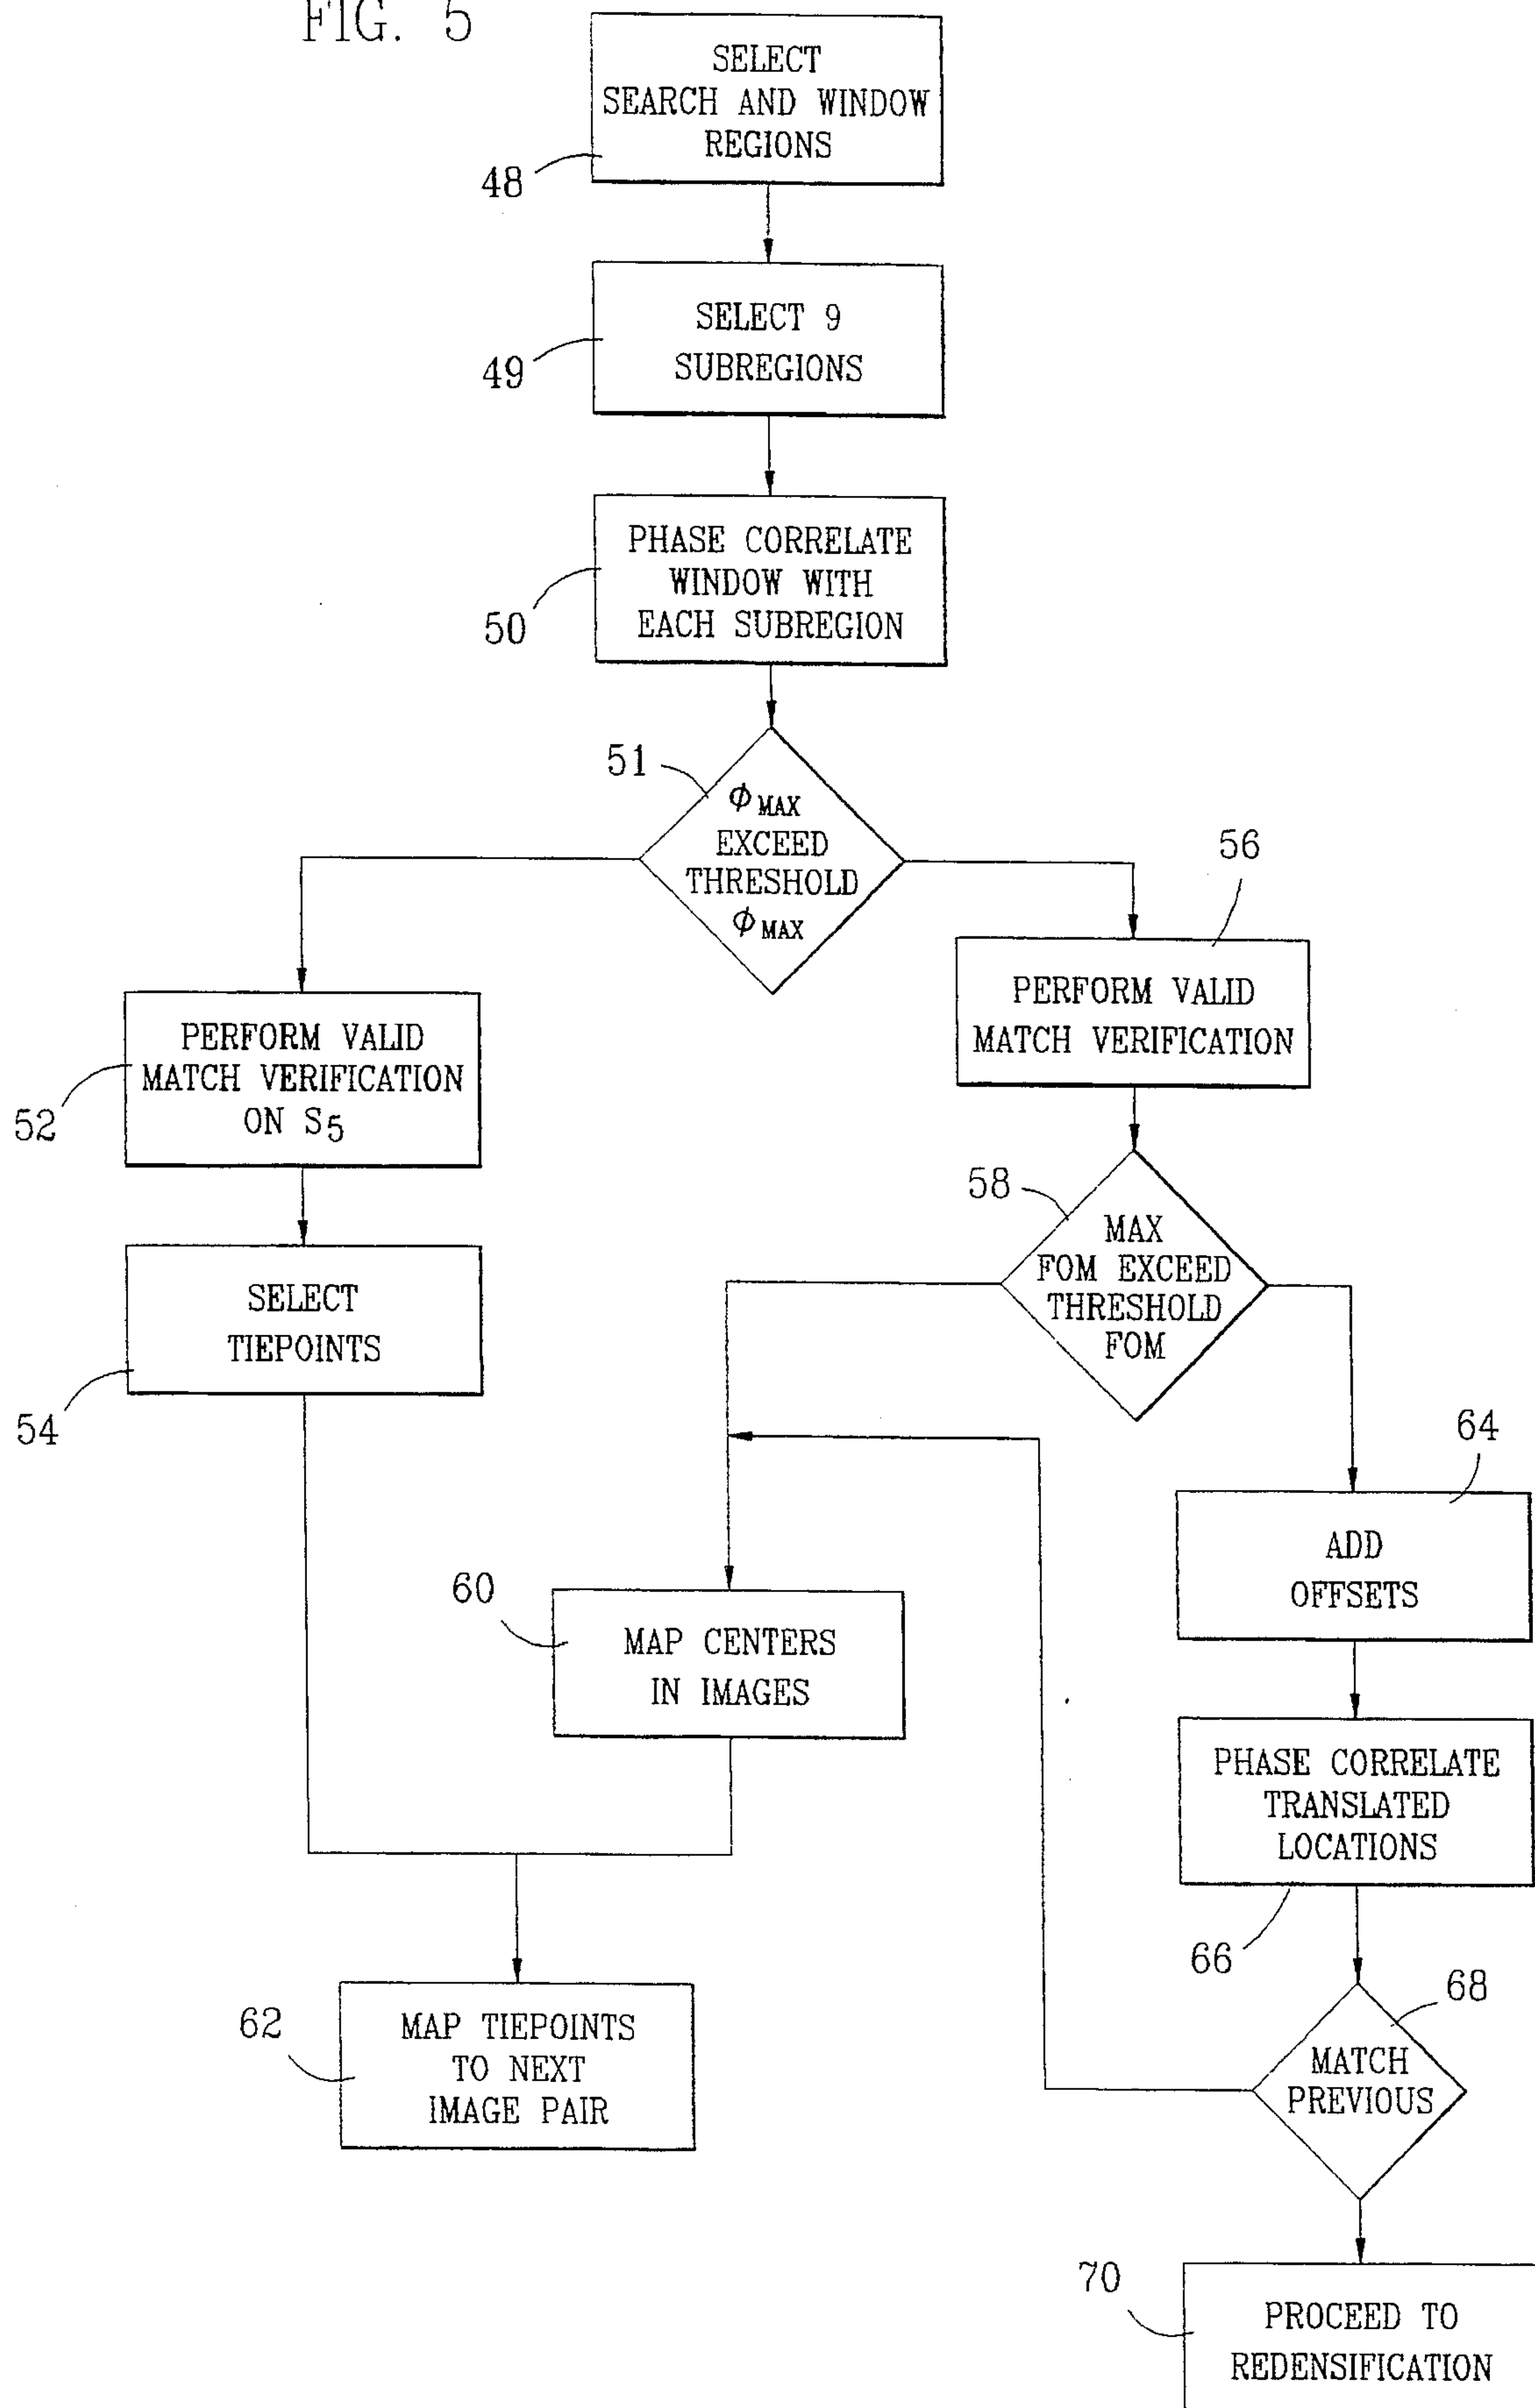 FIG. 5
SELECT
SEARCH AND WINDOW
REGIONS
48
SELECT 9
SUBREGIONS
49
PHASE CORRELATE
WINDOW WITH
EACH SUBREGION
50
51
Φ MAX
EXCEED
THRESHOLD
Φ MAX
56
PERFORM VALID
MATCH VERIFICATION
PERFORM VALID
MATCH VERIFICATION
ON S5
52
58
MAX
FOM EXCEED
THRESHOLD
FOM
SELECT
TIEPOINTS
54
64
ADD
OFFSETS
60
MAP CENTERS
IN IMAGES
PHASE CORRELATE
TRANSLATED
LOCATIONS
66
68
MATCH
PREVIOUS
62
MAP TIEPOINTS
TO NEXT
IMAGE PAIR
70
PROCEED TO
REDENSIFICATION